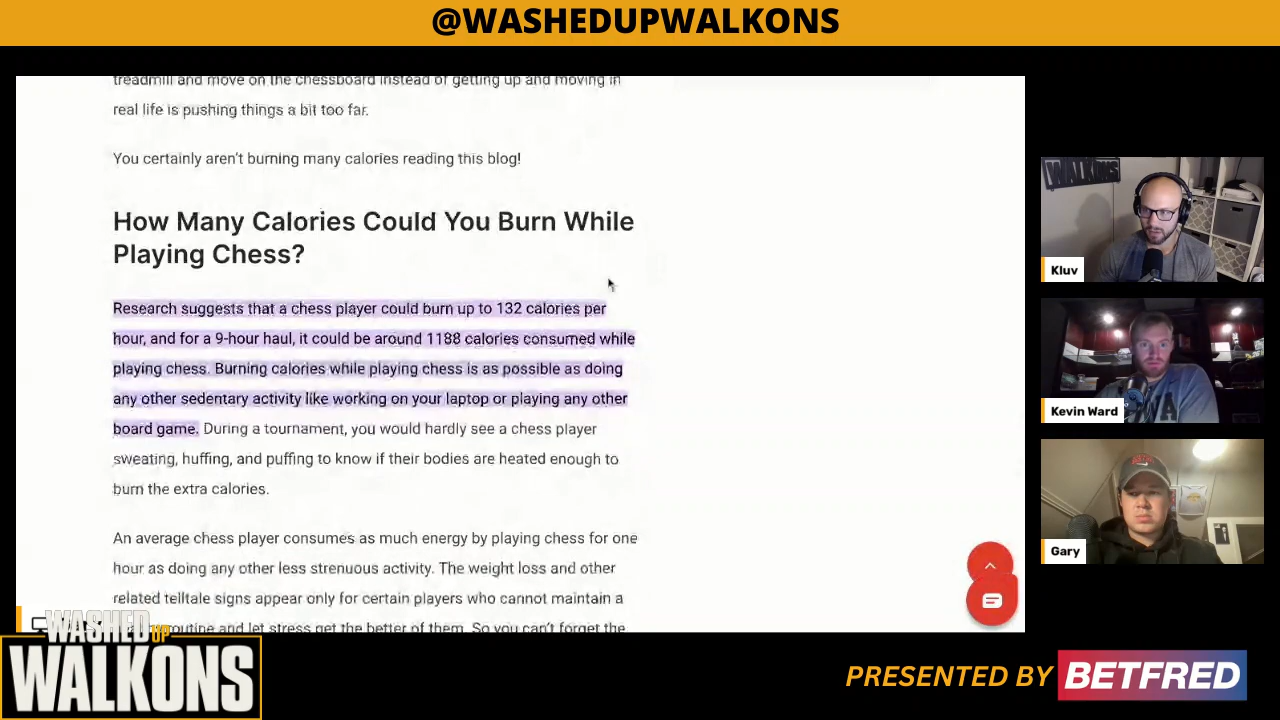 @WASHEDUPWALKONS
treadmill and move on the chessboard instead of getting up and moving in
real life is pushing things a bit too far.
You certainly aren't burning many calories reading this blog!
How Many Calories Could You Burn While
Playing Chess?
Research suggests that a chess player could burn up to 132 calories per
hour, and for a 9-hour haul, it could be around 1188 calories consumed while
playing chess. Burning calories while playing chess is as possible as doing
any other sedentary activity like working on your laptop or playing any other
board game. During a tournament, you would hardly see a chess player
sweating, huffing, and puffing to know if their bodies are heated enough to
burn the extra calories.
An average chess player consumes as much energy by playing chess for one
hour as doing any other less strenuous activity. The weight loss and other
related telltale signs appear only for certain players who cannot maintain a
routine and let stress get the better of them. So you can't forget the
WALKONS
Kluv
Kevin Ward
Gary
WASHED
UP
WALKONS
PRESENTED BY
BETFRED